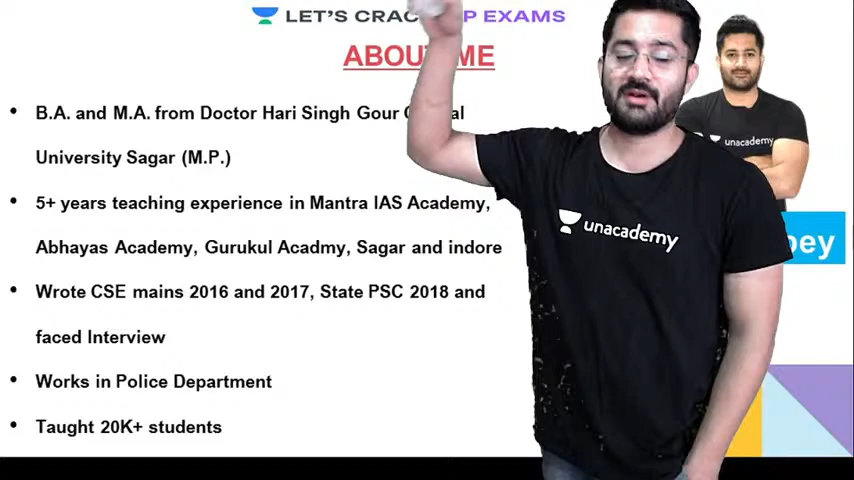 LET'S CRAC P EXAMS
ABOUT ME
B.A. and M.A. from Doctor Hari Singh Gour
University Sagar (M.P.)
5+ years teaching experience in Mantra IAS Academy,
Abhayas Academy, Gurukul Acadmy, Sagar and indore
Wrote CSE mains 2016 and 2017, State PSC 2018 and
faced Interview
Works in Police Department
Taught 20K+ students
unacademy
unacademy
bey